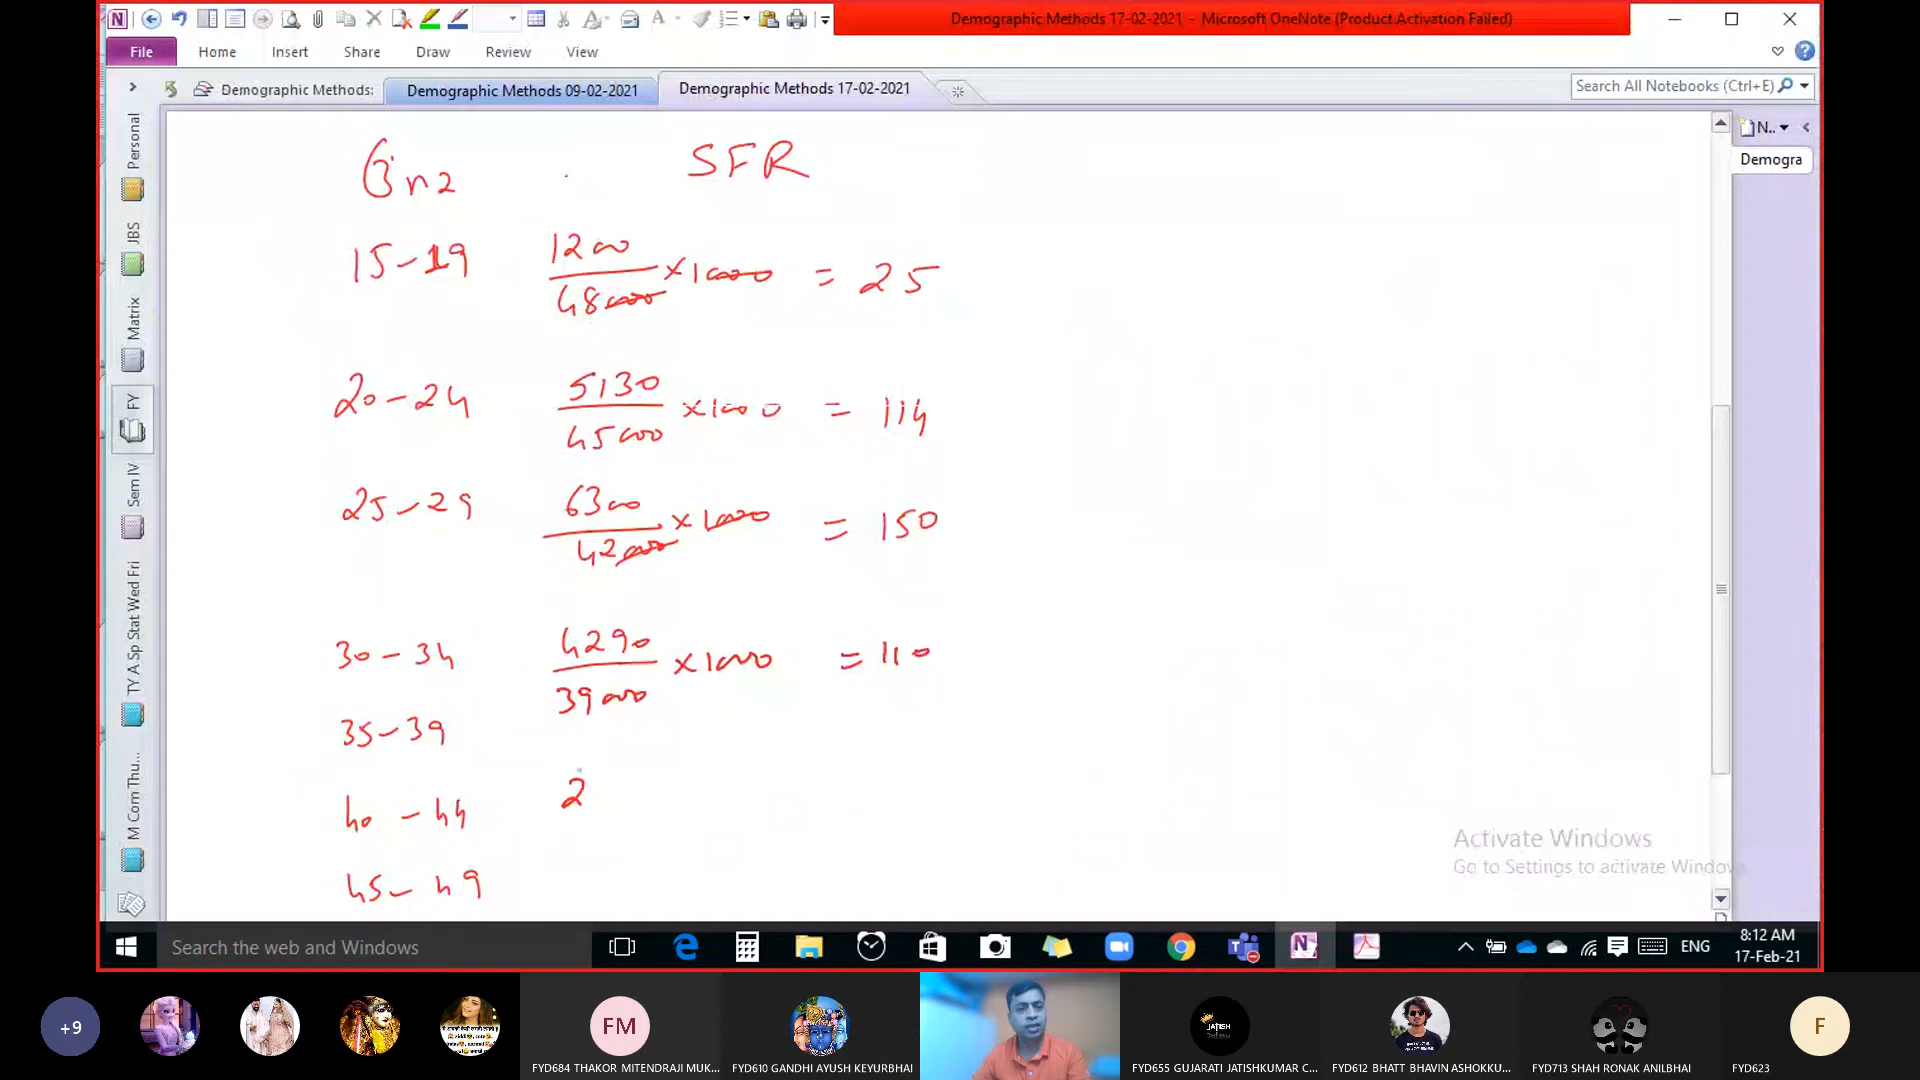 Demographic Methods 17-02-2021 - Microsoft OneNote (Product Activation Failed)
File Home Insert Share Draw Review View
Demographic Methods: Demographic Methods 09-02-2021 Demographic Methods 17-02-2021
Search All Notebooks (Ctrl+E)
N..
Demogra
Personal
JBS
Matrix
FY
Sem IV
TY A Sp Stat Wed Fri
M Com Thu...
SFR
15-19 1200/48000 ×1000 = 25
20-24 5130/45000 ×1000 = 114
25-29 6300/42000 ×1000 = 150
30-34 4290/39000 ×1000 = 110
35-39
2
40-44
45-49
Activate Windows
Go to Settings to activate Window
Search the web and Windows
ENG
8:12 AM
17-Feb-21
+9
FM
JATISH
F
FYD684 THAKOR MITENDRAJI MUK...
FYD610 GANDHI AYUSH KEYURBHAI
FYD655 GUJARATI JATISHKUMAR C...
FYD612 BHATT BHAVIN ASHOKKU...
FYD713 SHAH RONAK ANILBHAI
FYD623